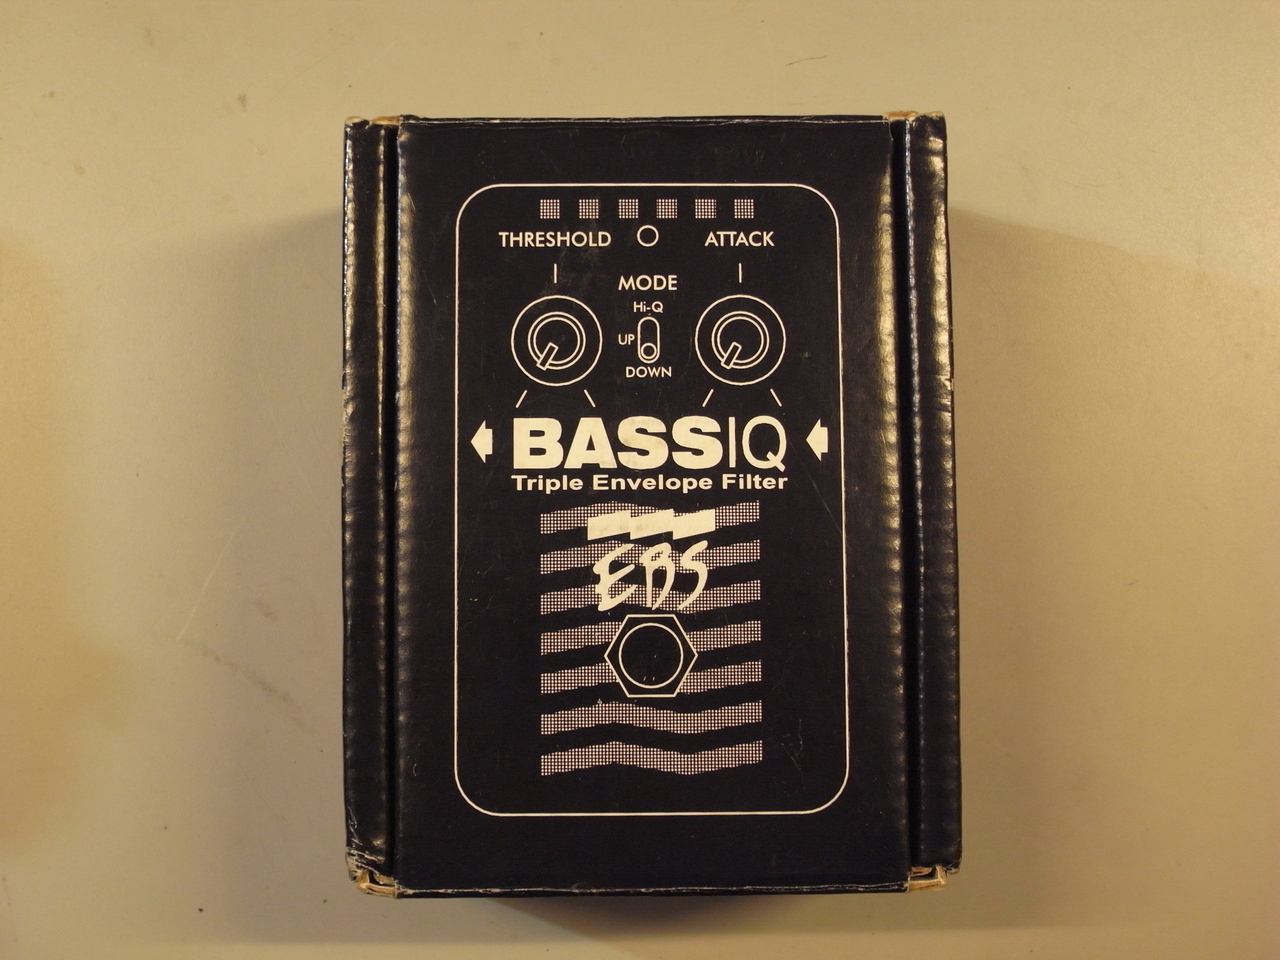 THRESHOLD ATTACK
MODE
Hi-Q
UP
DOWN
BASSIQ
Triple Envelope Filter
EBS